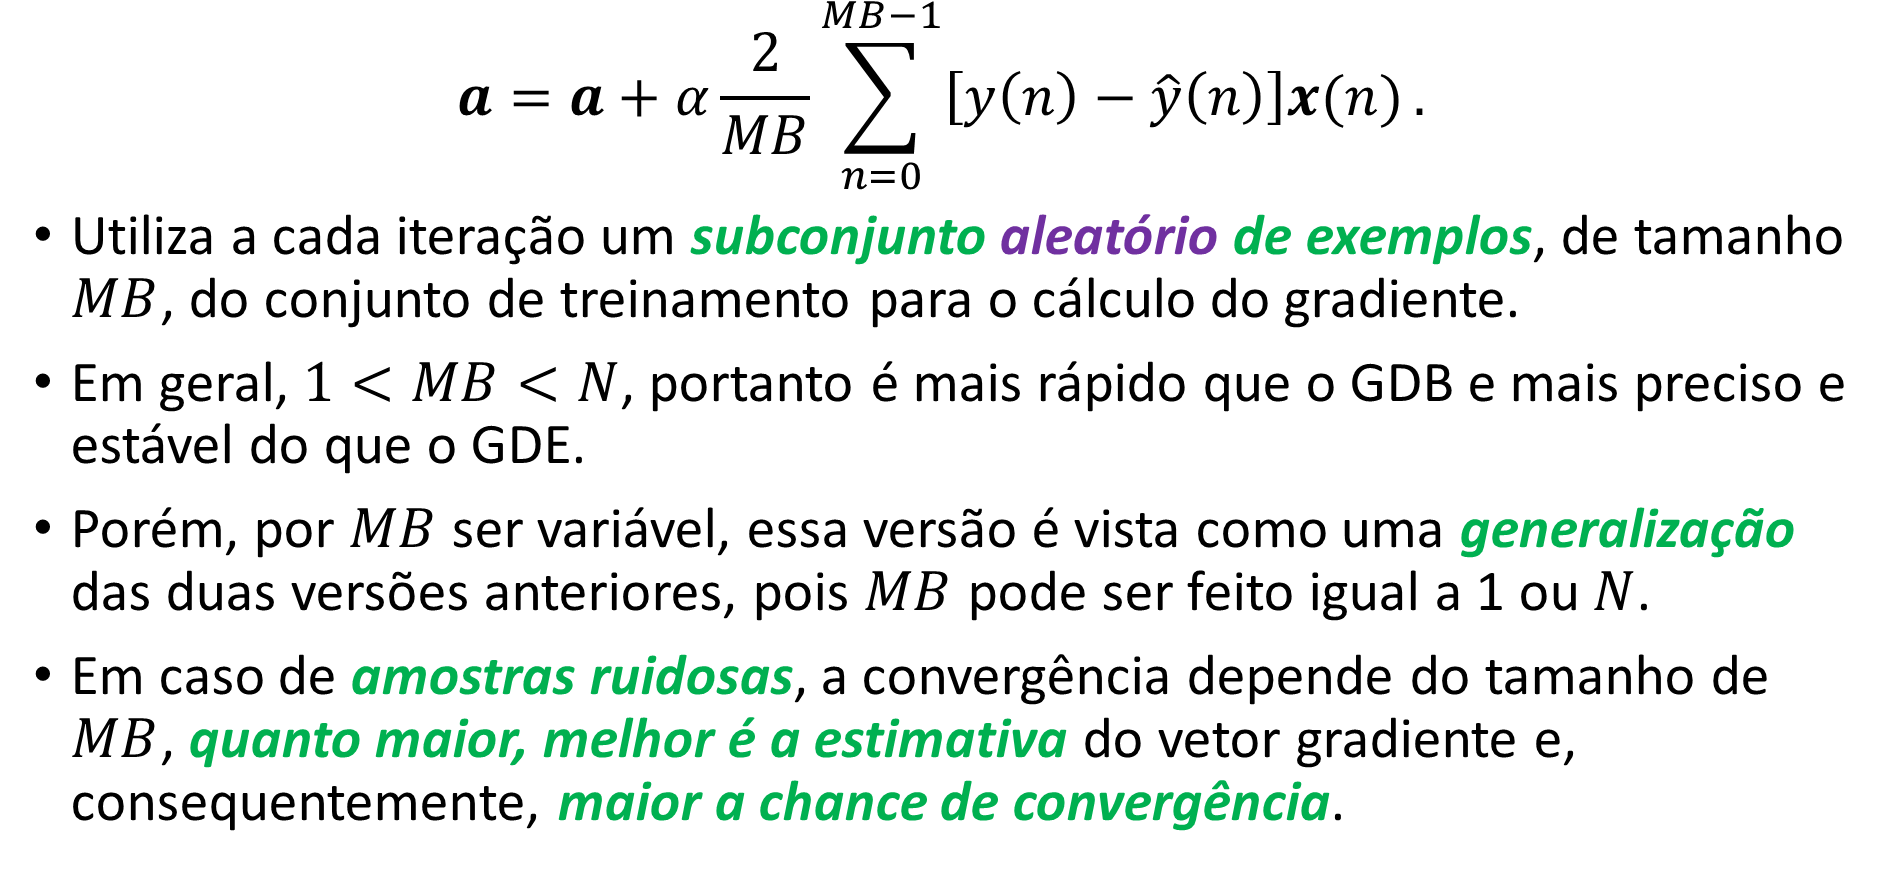 𝒂 = 𝒂 + α 2/MB ∑_{n=0}^{MB−1} [y(n) − ŷ(n)]𝒙(n) .
• Utiliza a cada iteração um subconjunto aleatório de exemplos, de tamanho
MB, do conjunto de treinamento para o cálculo do gradiente.
• Em geral, 1 < MB < N, portanto é mais rápido que o GDB e mais preciso e
estável do que o GDE.
• Porém, por MB ser variável, essa versão é vista como uma generalização
das duas versões anteriores, pois MB pode ser feito igual a 1 ou N.
• Em caso de amostras ruidosas, a convergência depende do tamanho de
MB, quanto maior, melhor é a estimativa do vetor gradiente e,
consequentemente, maior a chance de convergência.